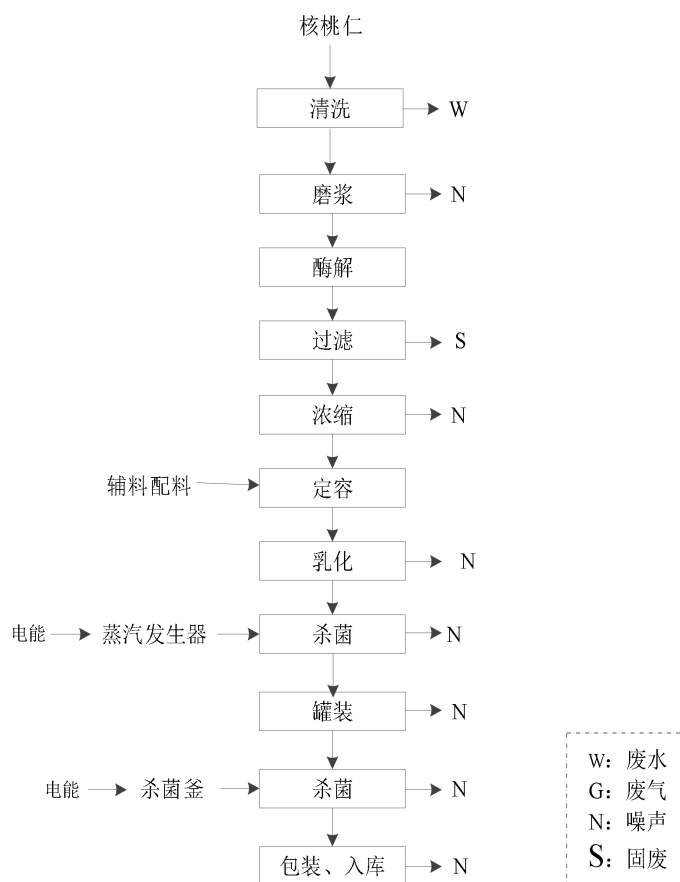 核桃仁
清洗 W
磨浆 N
酶解
过滤 S
浓缩 N
辅料配料 定容
乳化 N
电能 蒸汽发生器 杀菌 N
罐装 N
电能 杀菌釜 杀菌 N
包装、入库 N
W：废水
G：废气
N：噪声
S：固废